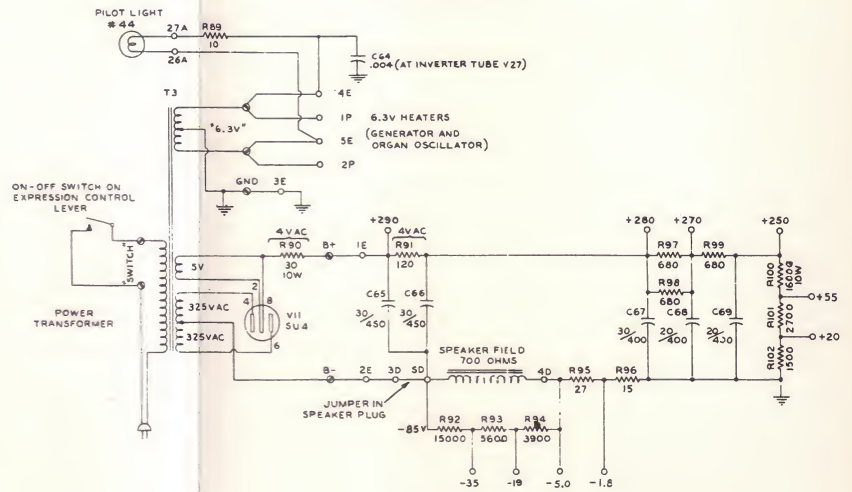 PILOT LIGHT
#44
27A
R89
10
26A
C64
.004 (AT INVERTER TUBE V27)
T3
4E
"6.3V"
1P
6.3V HEATERS
5E
(GENERATOR AND
ORGAN OSCILLATOR)
2P
GND
3E
ON-OFF SWITCH ON
EXPRESSION CONTROL
LEVER
"SWITCH"
POWER
TRANSFORMER
5V
325VAC
325VAC
2
4
8
6
V11
5U4
4VAC
R90
30
10W
B+
1E
+290
4VAC
R91
120
C65
30/450
C66
30/450
+280
+270
+250
R97
680
R99
680
R98
680
C67
30/400
C68
20/400
C69
20/400
R100
16000
10W
+55
R101
2700
+20
R102
1500
B-
2E
3D
5D
JUMPER IN
SPEAKER PLUG
SPEAKER FIELD
700 OHMS
4D
R95
27
R96
15
-85V
R92
15000
R93
5600
R94
3900
-35
-19
-5.0
-1.8